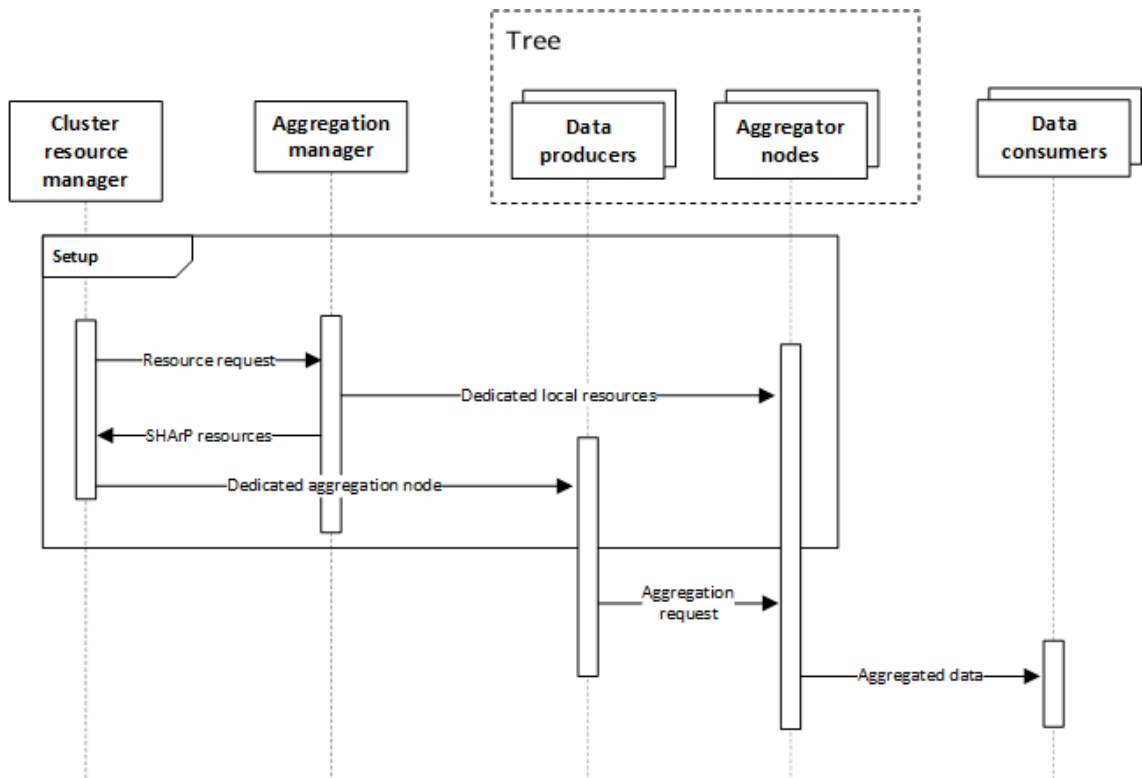 Tree
Cluster
resource
manager
Aggregation
manager
Data
producers
Aggregator
nodes
Data
consumers
Setup
Resource request
Dedicated local resources
SHArP resources
Dedicated aggregation node
Aggregation
request
Aggregated data